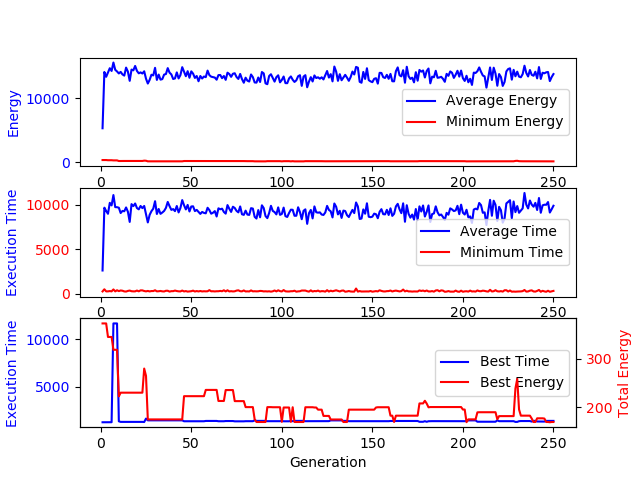 Energy
10000
0
Average Energy
Minimum Energy
0 50 100 150 200 250
Execution Time
10000
5000
0
Average Time
Minimum Time
0 50 100 150 200 250
Execution Time
10000
5000
Best Time
Best Energy
300
200
Total Energy
0 50 100 150 200 250
Generation